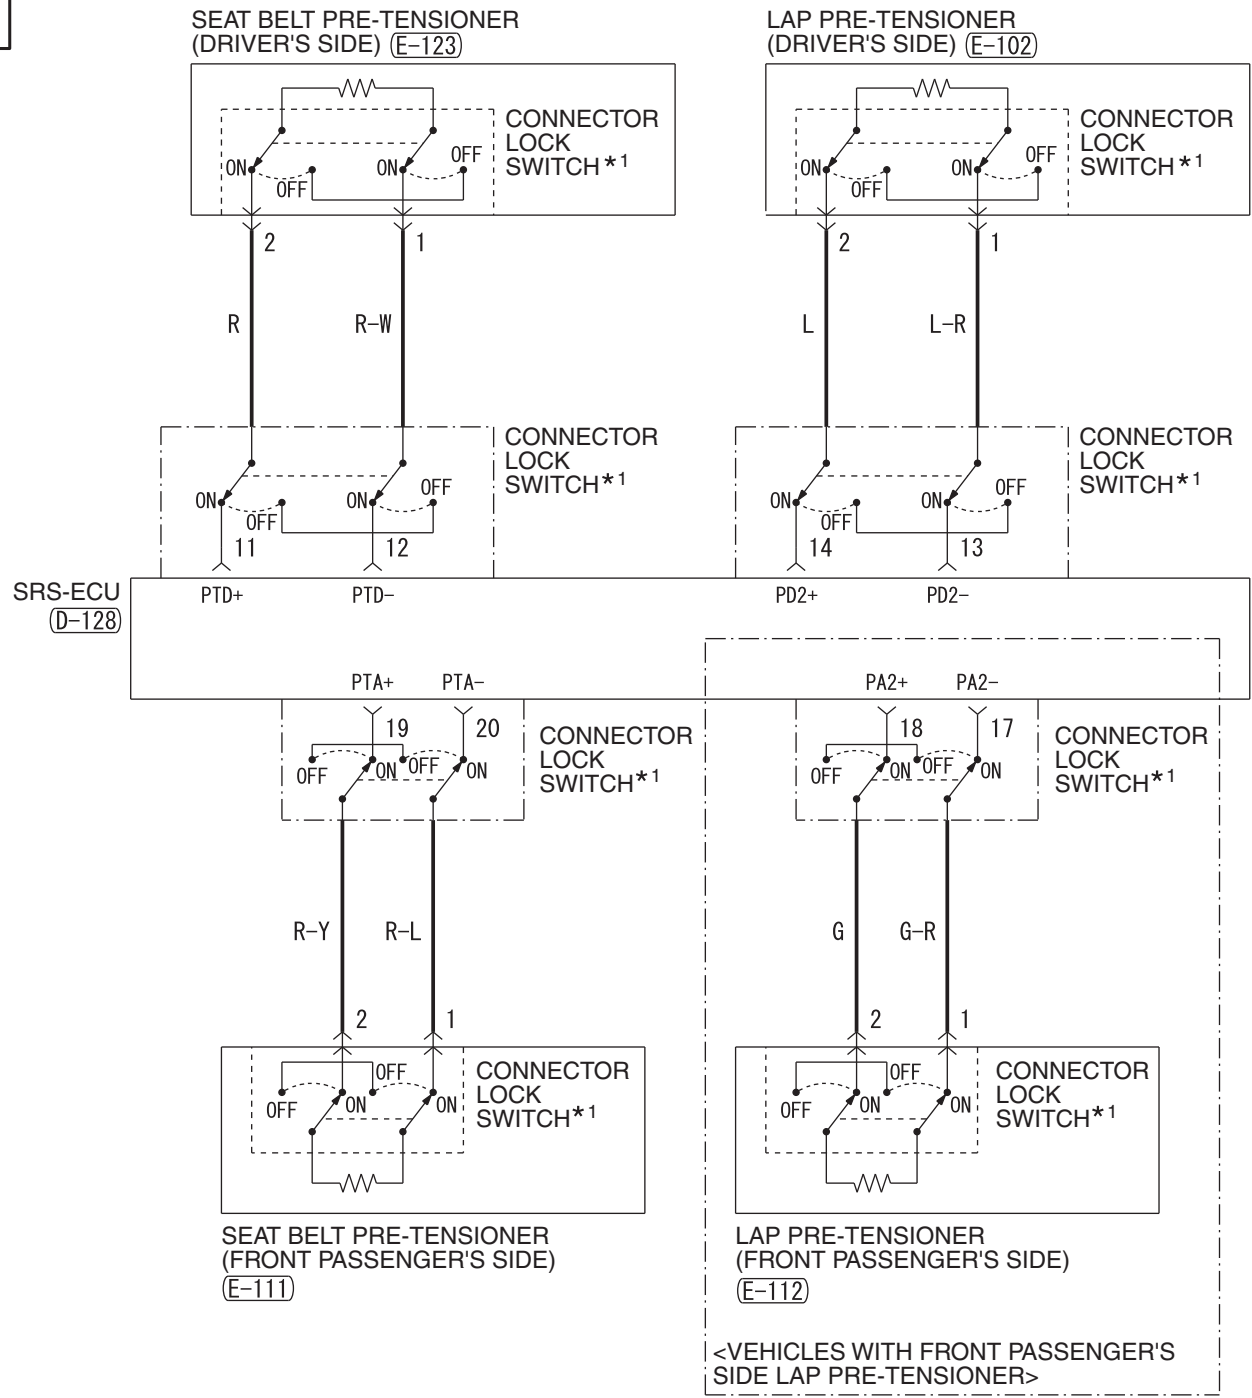 SEAT BELT PRE-TENSIONER
(DRIVER'S SIDE) E-123
LAP PRE-TENSIONER
(DRIVER'S SIDE) E-102
CONNECTOR
LOCK
SWITCH*1
ON
OFF
ON
OFF
CONNECTOR
LOCK
SWITCH*1
ON
OFF
ON
OFF
2
1
2
1
R
R-W
L
L-R
CONNECTOR
LOCK
SWITCH*1
ON
OFF
ON
OFF
CONNECTOR
LOCK
SWITCH*1
ON
OFF
ON
OFF
11
12
14
13
SRS-ECU
D-128
PTD+
PTD-
PD2+
PD2-
PTA+
PTA-
PA2+
PA2-
19
20
18
17
OFF
ON
OFF
ON
CONNECTOR
LOCK
SWITCH*1
OFF
ON
OFF
ON
CONNECTOR
LOCK
SWITCH*1
R-Y
R-L
G
G-R
2
1
2
1
OFF
ON
OFF
ON
CONNECTOR
LOCK
SWITCH*1
OFF
ON
OFF
ON
CONNECTOR
LOCK
SWITCH*1
SEAT BELT PRE-TENSIONER
(FRONT PASSENGER'S SIDE)
E-111
LAP PRE-TENSIONER
(FRONT PASSENGER'S SIDE)
E-112
<VEHICLES WITH FRONT PASSENGER'S
SIDE LAP PRE-TENSIONER>